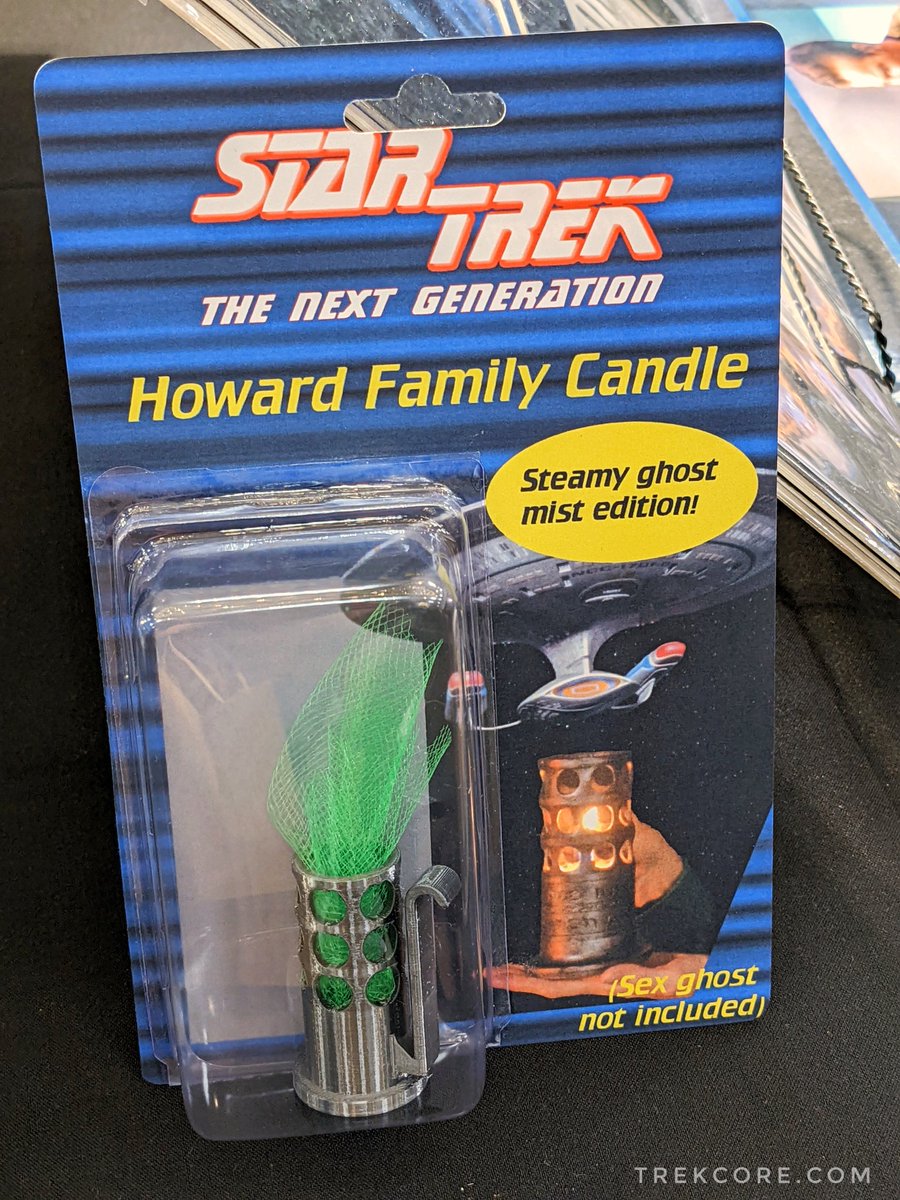 STAR
TREK
THE NEXT GENERATION
Howard Family Candle
Steamy ghost
mist edition!
(Sex ghost
not included)
TREKCORE.COM